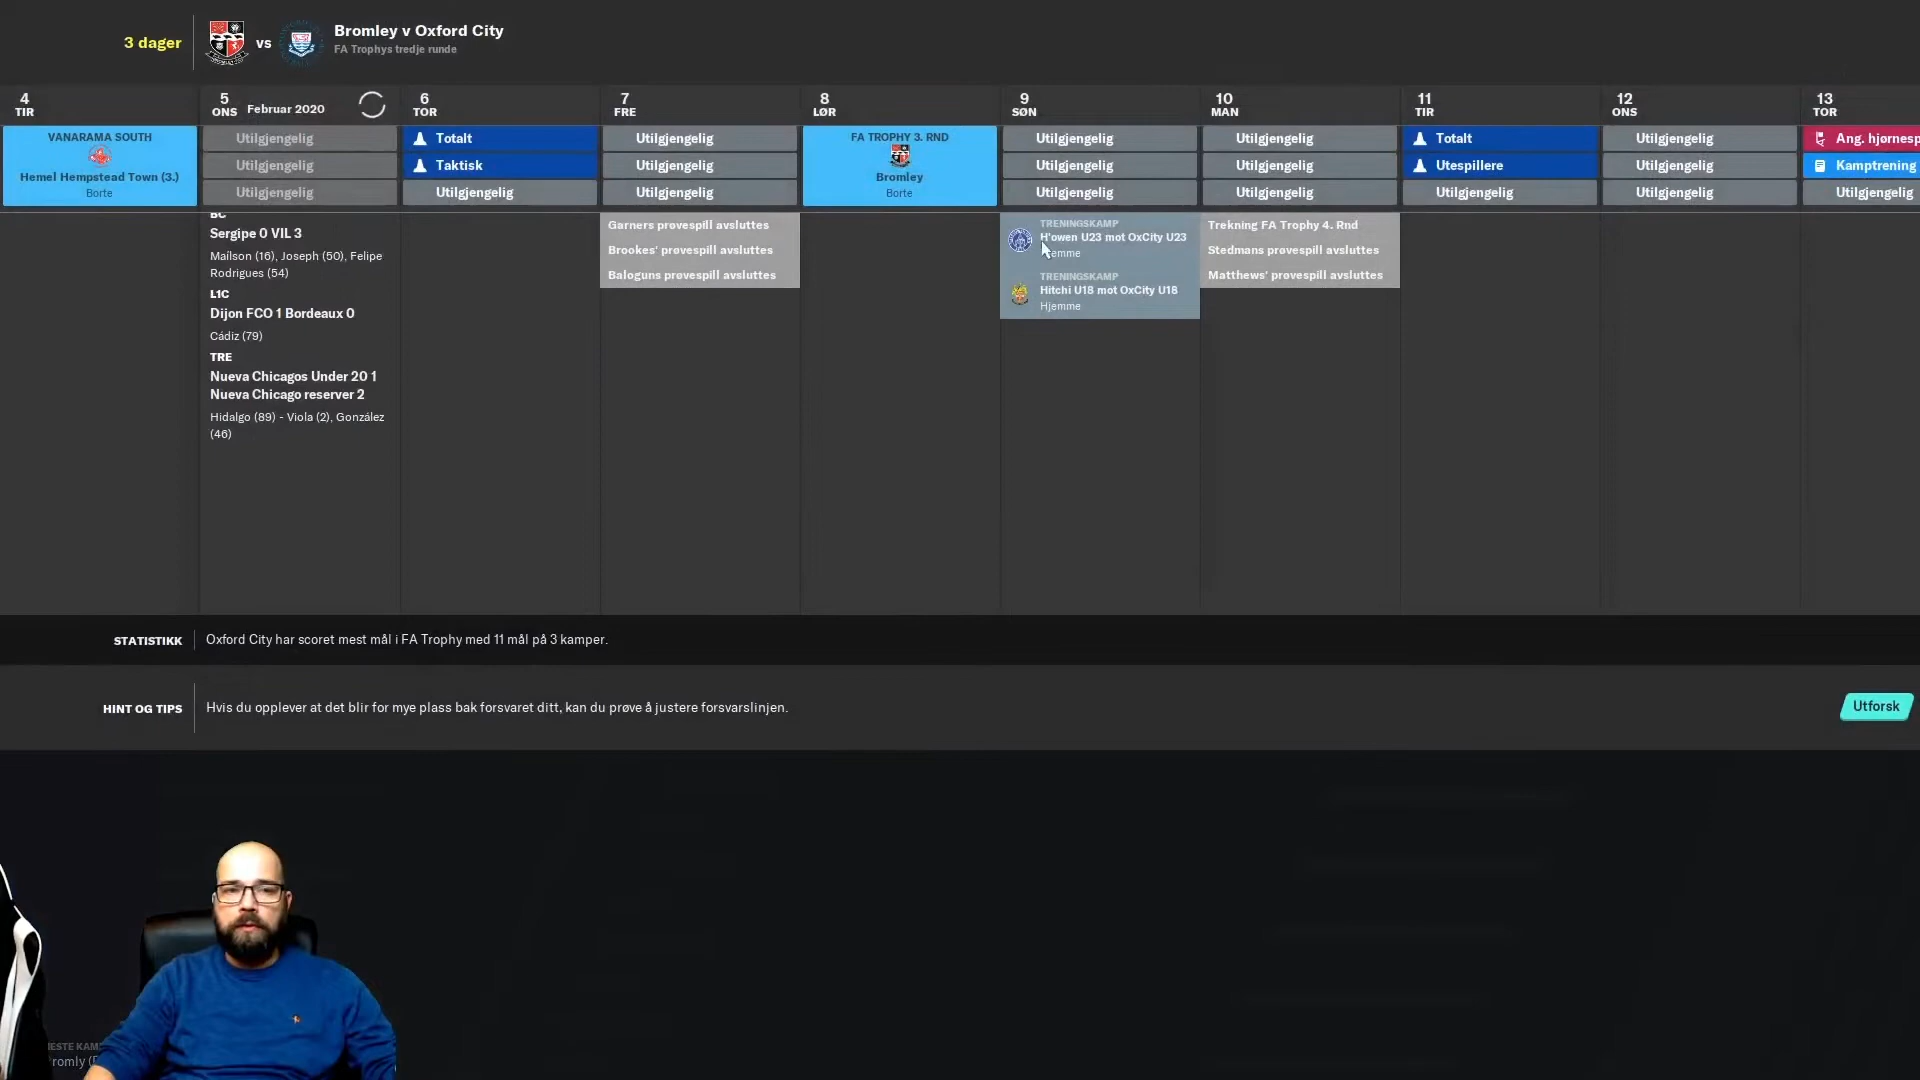 3 dager
vs
Bromley v Oxford City
FA Trophys tredje runde
4
TIR
5
ONS
Februar 2020
6
TOR
7
FRE
8
LØR
9
SØN
10
MAN
11
TIR
12
ONS
13
TOR
VANARAMA SOUTH
Hemel Hempstead Town (3.)
Borte
Utilgjengelig
Utilgjengelig
Utilgjengelig
Totalt
Taktisk
Utilgjengelig
Utilgjengelig
Utilgjengelig
Utilgjengelig
FA TROPHY 3. RND
Bromley
Borte
Utilgjengelig
Utilgjengelig
Utilgjengelig
Utilgjengelig
Utilgjengelig
Utilgjengelig
Totalt
Utespillere
Utilgjengelig
Utilgjengelig
Utilgjengelig
Utilgjengelig
Ang. hjørnesp
Kamptrening
Utilgjengelig
BC
Sergipe 0 VIL 3
Maílson (16), Joseph (50), Felipe
Rodrigues (54)
L1C
Dijon FCO 1 Bordeaux 0
Cádiz (79)
TRE
Nueva Chicagos Under 20 1
Nueva Chicago reserver 2
Hidalgo (89) - Viola (2), González
(46)
Garners prøvespill avsluttes
Brookes' prøvespill avsluttes
Baloguns prøvespill avsluttes
TRENINGSKAMP
H'owen U23 mot OxCity U23
TRENINGSKAMP
Hitchi U18 mot OxCity U18
Hjemme
Trekning FA Trophy 4. Rnd
Stedmans prøvespill avsluttes
Matthews' prøvespill avsluttes
STATISTIKK
Oxford City har scoret mest mål i FA Trophy med 11 mål på 3 kamper.
HINT OG TIPS
Hvis du opplever at det blir for mye plass bak forsvaret ditt, kan du prøve å justere forsvarslinjen.
Utforsk